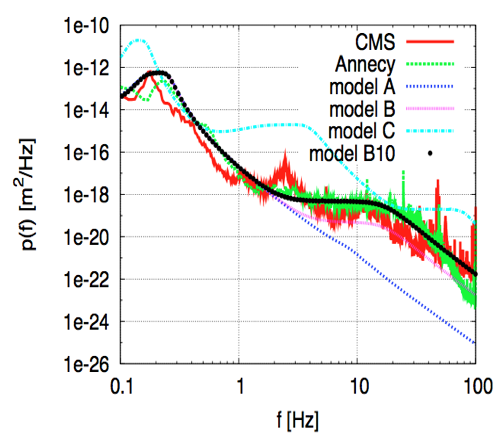 1e-10
1e-12
1e-14
1e-16
1e-18
1e-20
1e-22
1e-24
1e-26
p(f) [m²/Hz]
CMS
Annecy
model A
model B
model C
model B10
0.1 1 10 100
f [Hz]